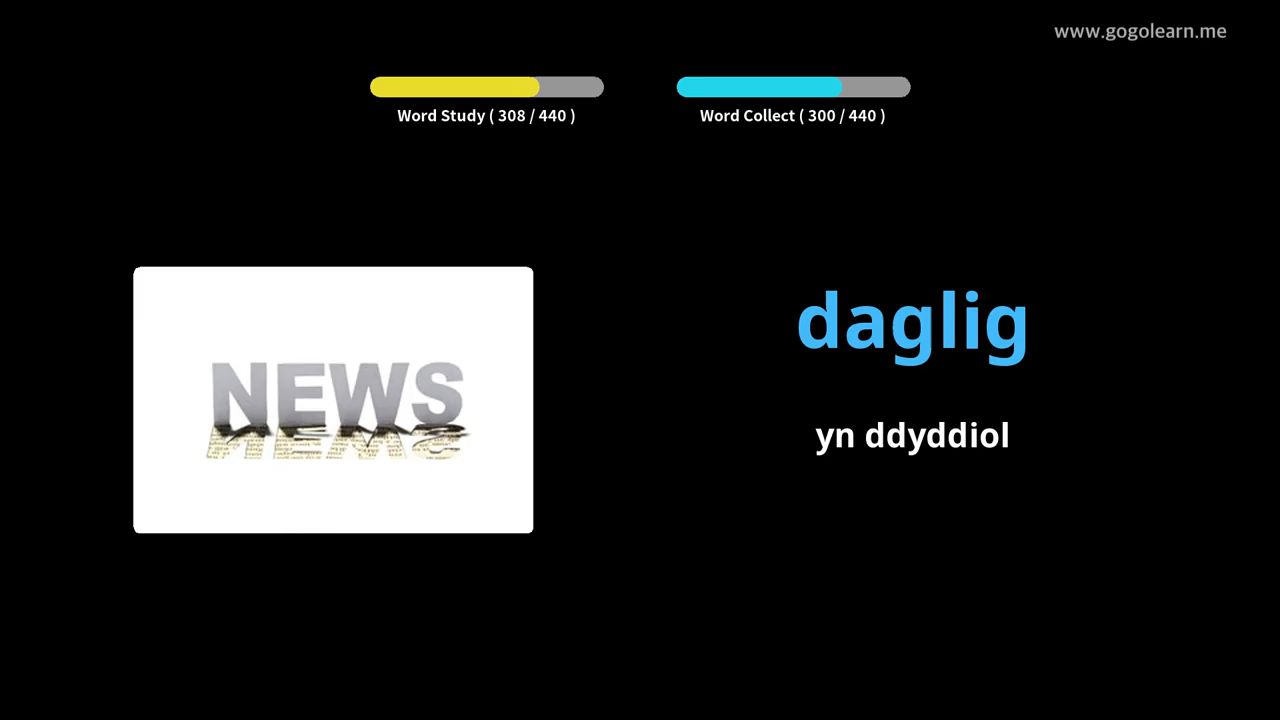 www.gogolearn.me
Word Study ( 308 / 440 )
Word Collect ( 300 / 440 )
NEWS
daglig
yn ddyddiol